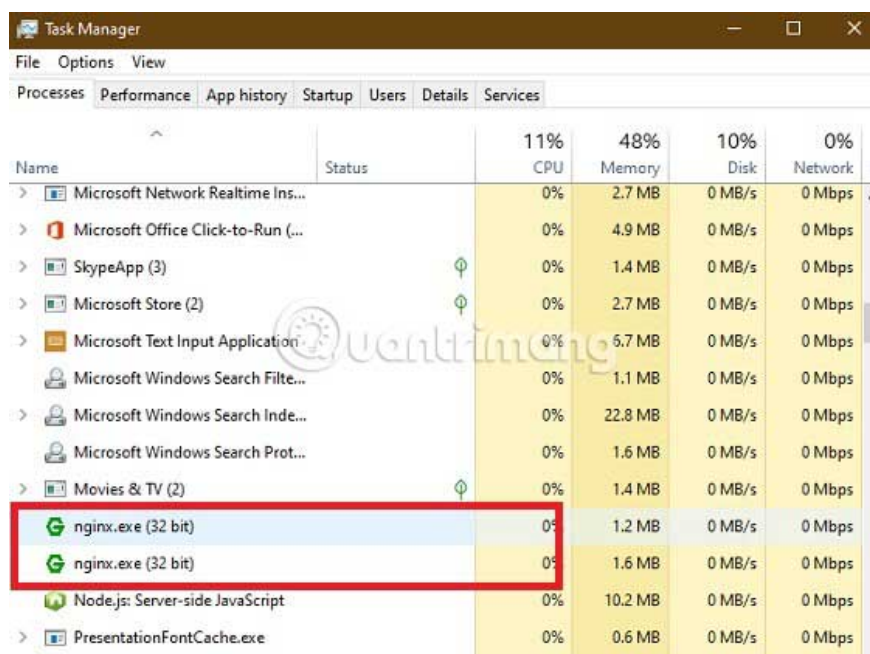 Task Manager
File Options View
Processes Performance App history Startup Users Details Services
11% 48% 10% 0%
Name Status CPU Memory Disk Network
Microsoft Network Realtime Ins... 0% 2.7 MB 0 MB/s 0 Mbps
Microsoft Office Click-to-Run (... 0% 4.9 MB 0 MB/s 0 Mbps
SkypeApp (3) 0% 1.4 MB 0 MB/s 0 Mbps
Microsoft Store (2) 0% 2.7 MB 0 MB/s 0 Mbps
Microsoft Text Input Application 0% 6.7 MB 0 MB/s 0 Mbps
Quantrimang
Microsoft Windows Search Filte... 0% 1.1 MB 0 MB/s 0 Mbps
Microsoft Windows Search Inde... 0% 22.8 MB 0 MB/s 0 Mbps
Microsoft Windows Search Prot... 0% 1.6 MB 0 MB/s 0 Mbps
Movies & TV (2) 0% 1.4 MB 0 MB/s 0 Mbps
nginx.exe (32 bit) 0% 1.2 MB 0 MB/s 0 Mbps
nginx.exe (32 bit) 0% 1.6 MB 0 MB/s 0 Mbps
Node.js: Server-side JavaScript 0% 10.2 MB 0 MB/s 0 Mbps
PresentationFontCache.exe 0% 0.6 MB 0 MB/s 0 Mbps